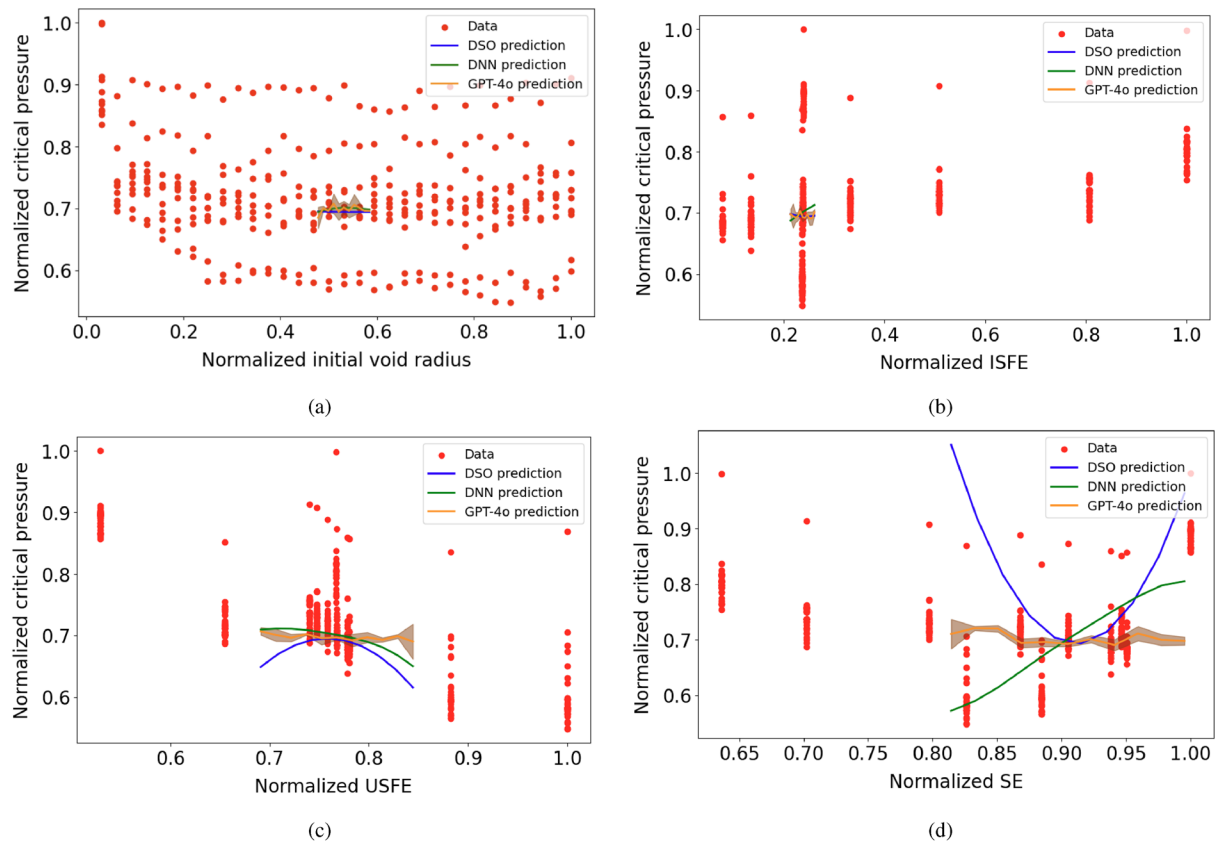 1.0
0.9
0.8
0.7
0.6
Normalized critical pressure
Data
DSO prediction
DNN prediction
GPT-4o prediction
0.0 0.2 0.4 0.6 0.8 1.0
Normalized initial void radius
(a)
1.0
0.9
0.8
0.7
0.6
Normalized critical pressure
Data
DSO prediction
DNN prediction
GPT-4o prediction
0.2 0.4 0.6 0.8 1.0
Normalized ISFE
(b)
1.0
0.9
0.8
0.7
0.6
Normalized critical pressure
Data
DSO prediction
DNN prediction
GPT-4o prediction
0.6 0.7 0.8 0.9 1.0
Normalized USFE
(c)
1.0
0.9
0.8
0.7
0.6
Normalized critical pressure
Data
DSO prediction
DNN prediction
GPT-4o prediction
0.65 0.70 0.75 0.80 0.85 0.90 0.95 1.00
Normalized SE
(d)